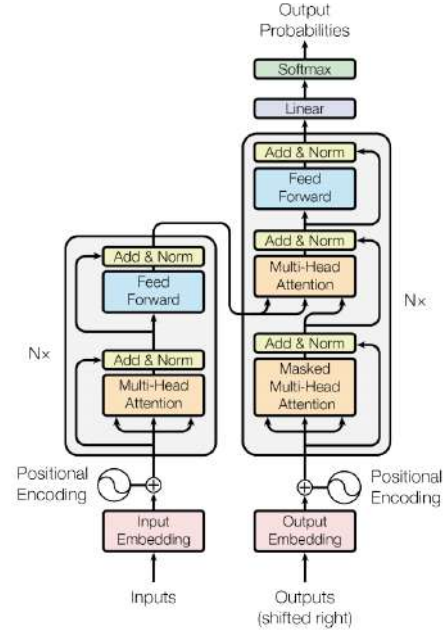 Output
Probabilities
Softmax
Linear
Add & Norm
Feed
Forward
Add & Norm
Multi-Head
Attention
Add & Norm
Masked
Multi-Head
Attention
Nx
Positional
Encoding
Output
Embedding
Outputs
(shifted right)
Add & Norm
Feed
Forward
Add & Norm
Multi-Head
Attention
Nx
Positional
Encoding
Input
Embedding
Inputs